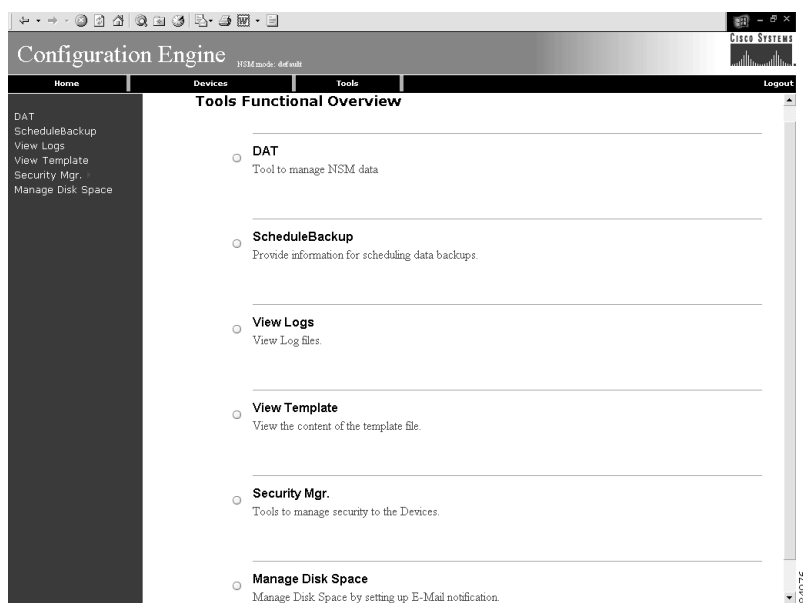 CISCO SYSTEMS
Configuration Engine NSM mode: default
Home Devices Tools Logout
Tools Functional Overview
DAT
ScheduleBackup
View Logs
View Template
Security Mgr.
Manage Disk Space
DAT
Tool to manage NSM data
ScheduleBackup
Provide information for scheduling data backups.
View Logs
View Log files.
View Template
View the content of the template file.
Security Mgr.
Tools to manage security to the Devices.
Manage Disk Space
Manage Disk Space by setting up E-Mail notification.